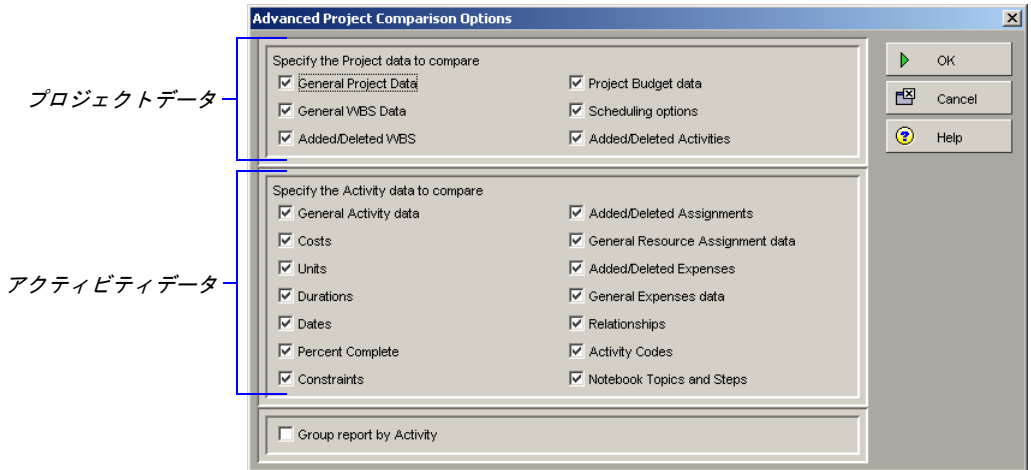 Advanced Project Comparison Options
プロジェクトデータ
Specify the Project data to compare
General Project Data
General WBS Data
Added/Deleted WBS
Project Budget data
Scheduling options
Added/Deleted Activities
OK
Cancel
Help
アクティビティデータ
Specify the Activity data to compare
General Activity data
Costs
Units
Durations
Dates
Percent Complete
Constraints
Added/Deleted Assignments
General Resource Assignment data
Added/Deleted Expenses
General Expenses data
Relationships
Activity Codes
Notebook Topics and Steps
Group report by Activity